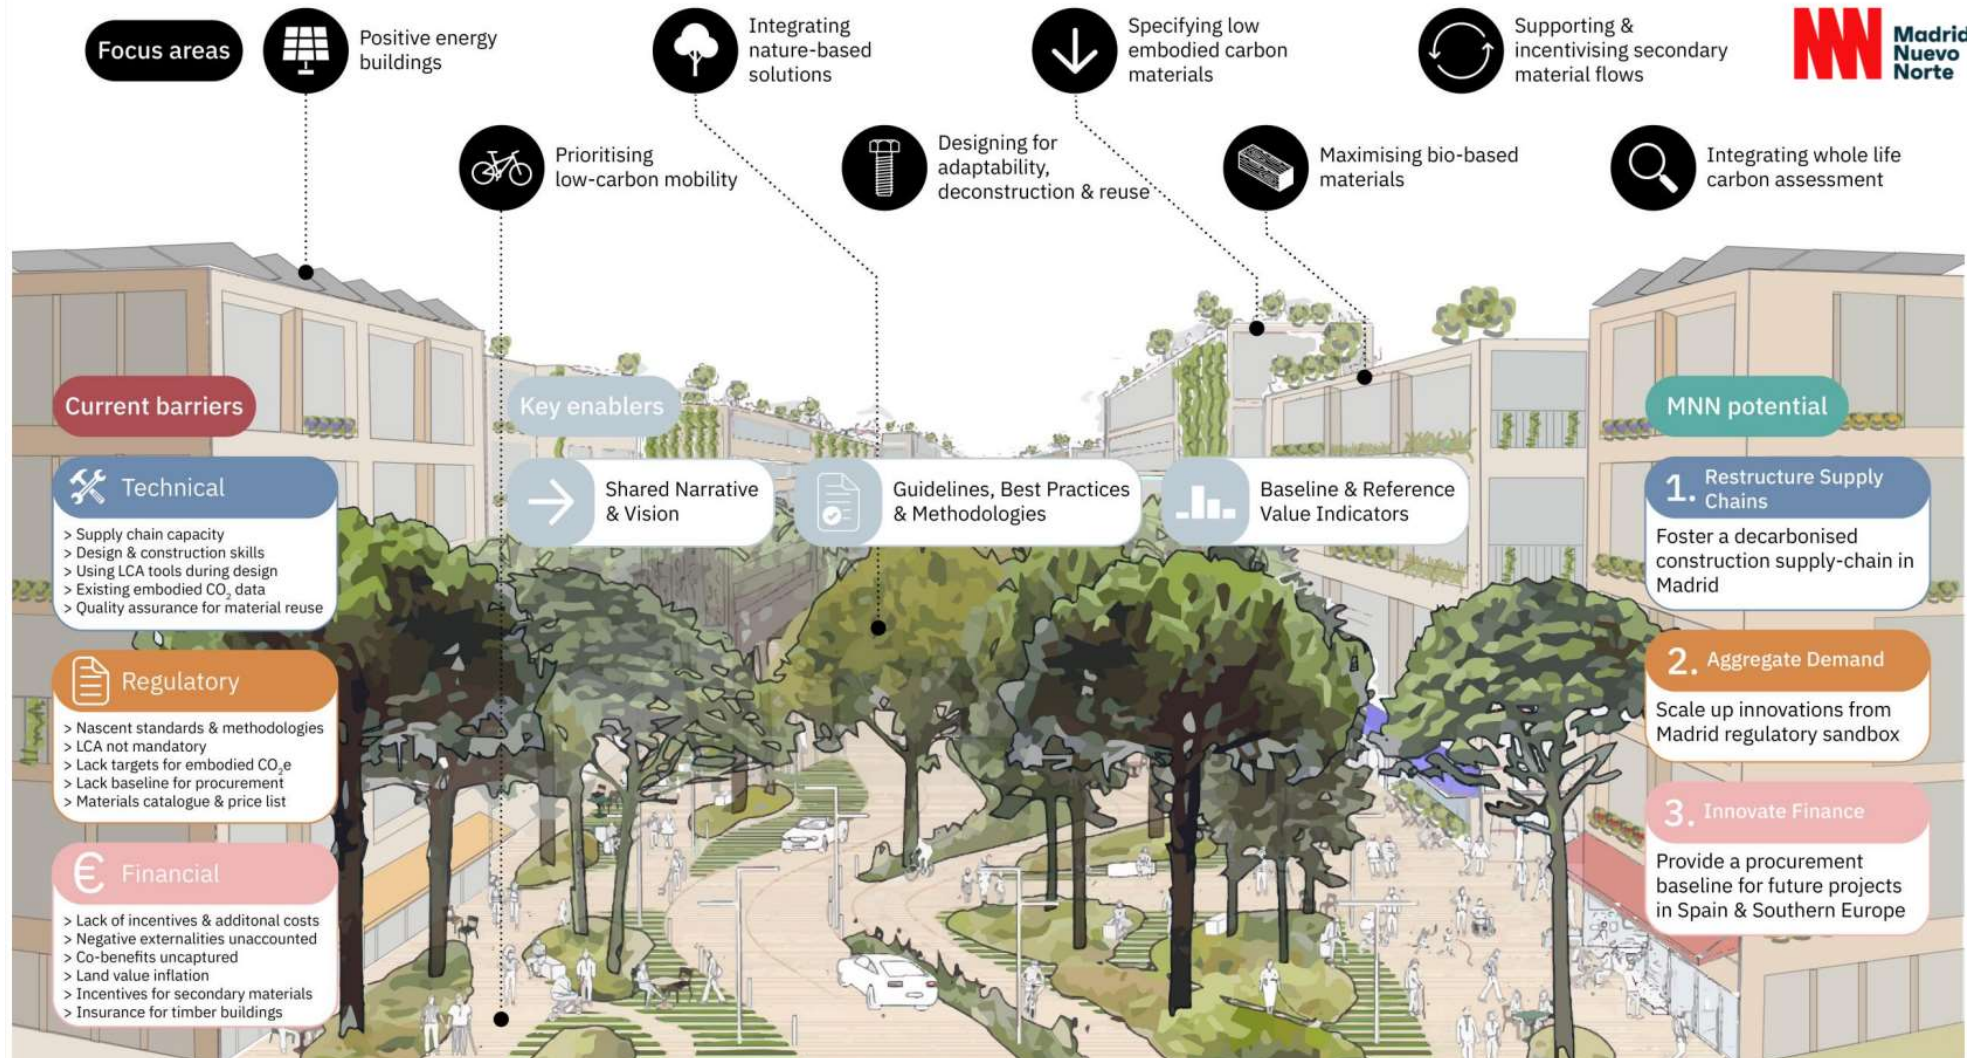 Focus areas
Positive energy
buildings
Integrating
nature-based
solutions
Specifying low
embodied carbon
materials
Supporting &
incentivising secondary
material flows
Madrid
Nuevo
Norte
Prioritising
low-carbon mobility
Designing for
adaptability,
deconstruction & reuse
Maximising bio-based
materials
Integrating whole life
carbon assessment
Current barriers
Technical
> Supply chain capacity
> Design & construction skills
> Using LCA tools during design
> Existing embodied CO₂ data
> Quality assurance for material reuse
Regulatory
> Nascent standards & methodologies
> LCA not mandatory
> Lack targets for embodied CO₂e
> Lack baseline for procurement
> Materials catalogue & price list
€ Financial
> Lack of incentives & additonal costs
> Negative externalities unaccounted
> Co-benefits uncaptured
> Land value inflation
> Incentives for secondary materials
> Insurance for timber buildings
Key enablers
Shared Narrative
& Vision
Guidelines, Best Practices
& Methodologies
Baseline & Reference
Value Indicators
MNN potential
1. Restructure Supply
Chains
Foster a decarbonised
construction supply-chain in
Madrid
2. Aggregate Demand
Scale up innovations from
Madrid regulatory sandbox
3. Innovate Finance
Provide a procurement
baseline for future projects
in Spain & Southern Europe